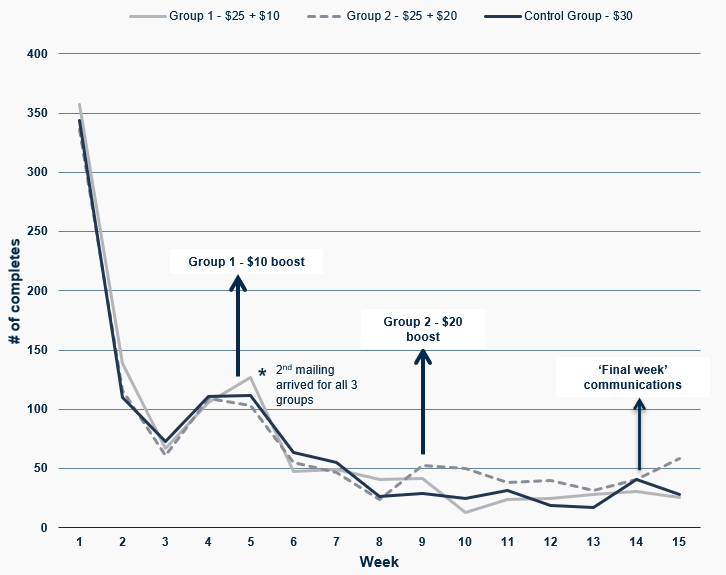 Group 1 - $25 + $10 Group 2 - $25 + $20 Control Group - $30
400
350
300
250
200
150
100
50
0
# of completes
Group 1 - $10 boost
* 2nd mailing
arrived for all 3
groups
Group 2 - $20
boost
‘Final week’
communications
1 2 3 4 5 6 7 8 9 10 11 12 13 14 15
Week